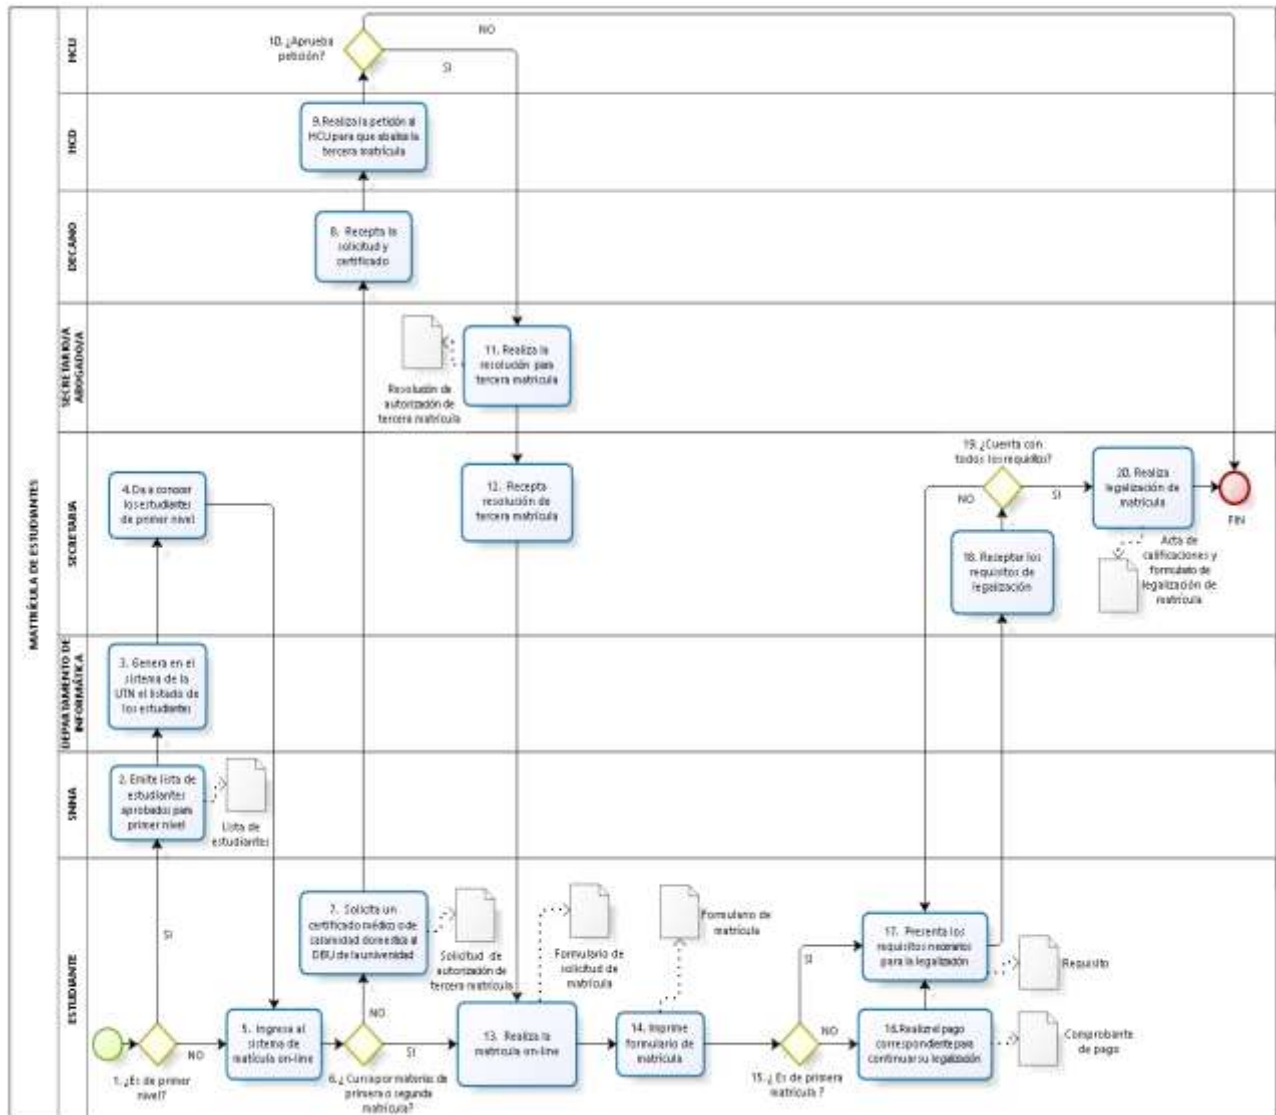 MATRÍCULA DE ESTUDIANTES
HCU
10. ¿Aprueba
petición?
NO
SI
HCD
9.Realiza la petición al
HCU para que
tercera matrícula
DECANO
8. Recepta la
solicitud y
certificado
SECRETARIO/A
ABOGADO/A
Resolución de
autorización de
tercera matrícula
11. Realiza la
resolución para
tercera matrícula
SECRETARIA
4.Da a conocer
los estudiantes
de primer nivel
12. Recepta
resolución de
tercera matrícula
19. ¿Cuenta con
todos los requisitos?
NO
SI
20. Realiza
legalización de
matrícula
FIN
18. Receptar los
requisitos de
legalización
Acta de
calificaciones y
formulario de
legalización de
matrícula
DEPARTAMENTO DE
INFORMÁTICA
3. Genera en el
sistema de la
UTN el listado de
los estudiantes
SNNA
2. Emite lista de
estudiantes
aprobados para
primer nivel
Lista de
estudiantes
ESTUDIANTE
SI
1. ¿Es de primer
nivel?
NO
5. Ingresa al
sistema de
matícula on-line
7. Solicita un
certificado médico o de
calamidad domestica al
DBU de la universidad
Solicitud de
autorización de
tercera matrícula
NO
SI
6.¿ Cursa por materias de
primera o segunda
matrícula?
Formulario de
solicitud de
matrícula
13. Realiza la
matricula on-line
Formulario de
matrícula
14. Imprime
formulario de
matrícula
SI
NO
15. ¿ Es de primera
matrícula ?
17. Presenta los
requisitos necesarios
para la legalización
Requisito
16.Realiza el pago
correspondiente para
continuar su legalización
Comprobante
de pago